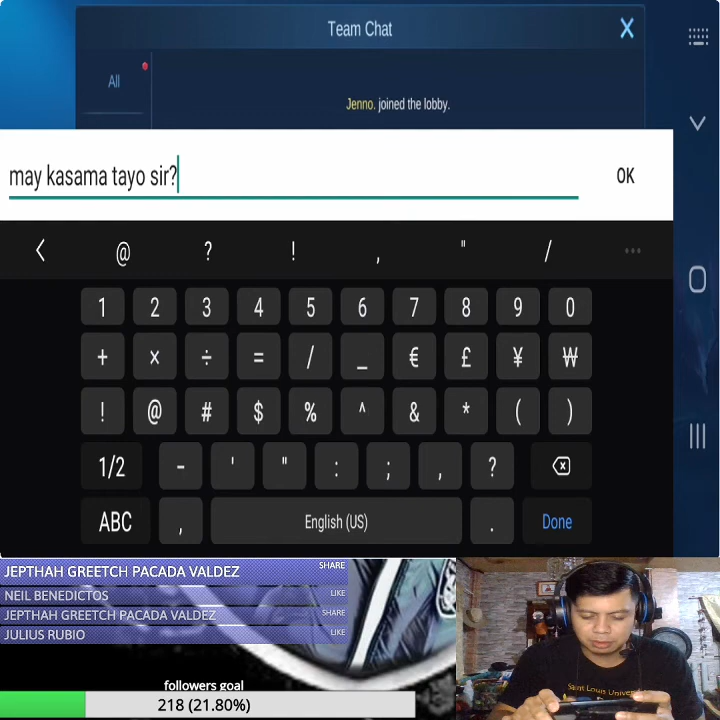 Team Chat X
All
Jenno. joined the lobby.
may kasama tayo sir?
OK
@ ? ! , " / ...
1 2 3 4 5 6 7 8 9 0
+ × ÷ = / _ € £ ¥ ₩
! @ # $ % ^ & * ( )
1/2 - ' " : ; , ?
ABC , English (US) . Done
JEPTHAH GREETCH PACADA VALDEZ SHARE
NEIL BENEDICTOS LIKE
JEPTHAH GREETCH PACADA VALDEZ SHARE
JULIUS RUBIO LIKE
followers goal
218 (21.80%)
Saint Louis Univers